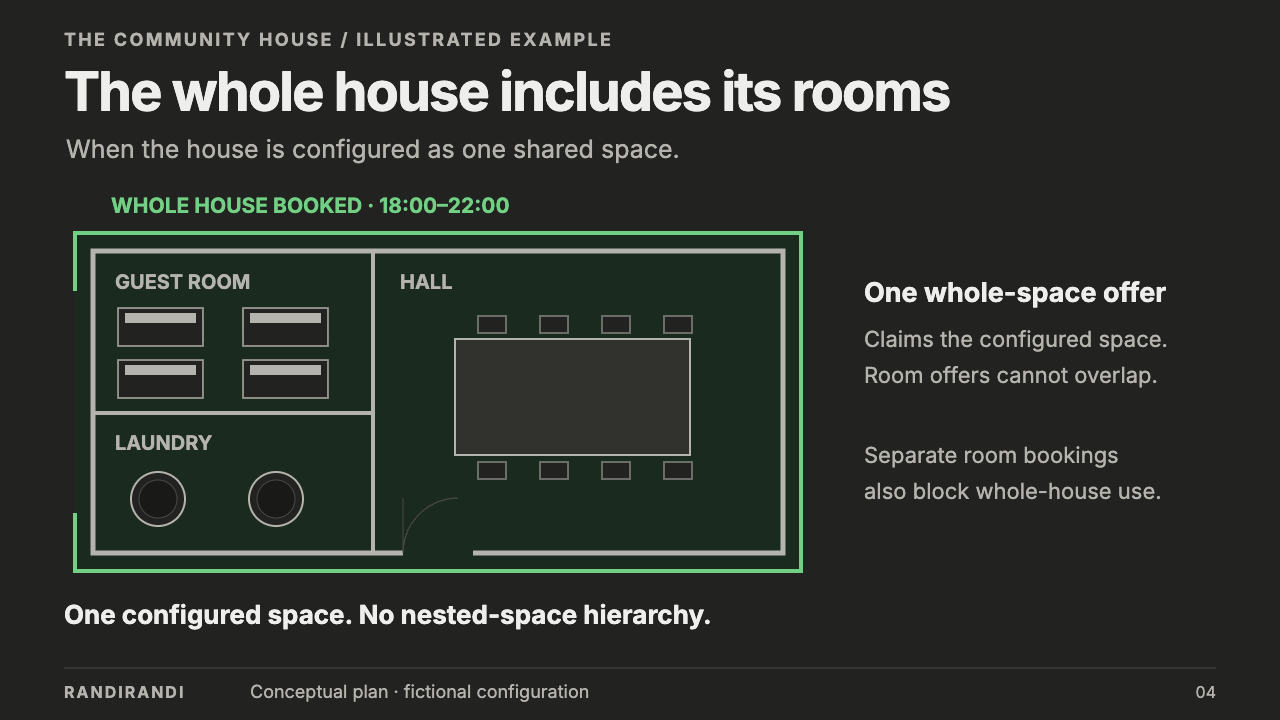 THE COMMUNITY HOUSE / ILLUSTRATED EXAMPLE
The whole house includes its rooms
When the house is configured as one shared space.
WHOLE HOUSE BOOKED · 18:00–22:00
GUEST ROOM
HALL
LAUNDRY
One whole-space offer
Claims the configured space.
Room offers cannot overlap.
Separate room bookings
also block whole-house use.
One configured space. No nested-space hierarchy.
RANDIRANDI
Conceptual plan · fictional configuration
04